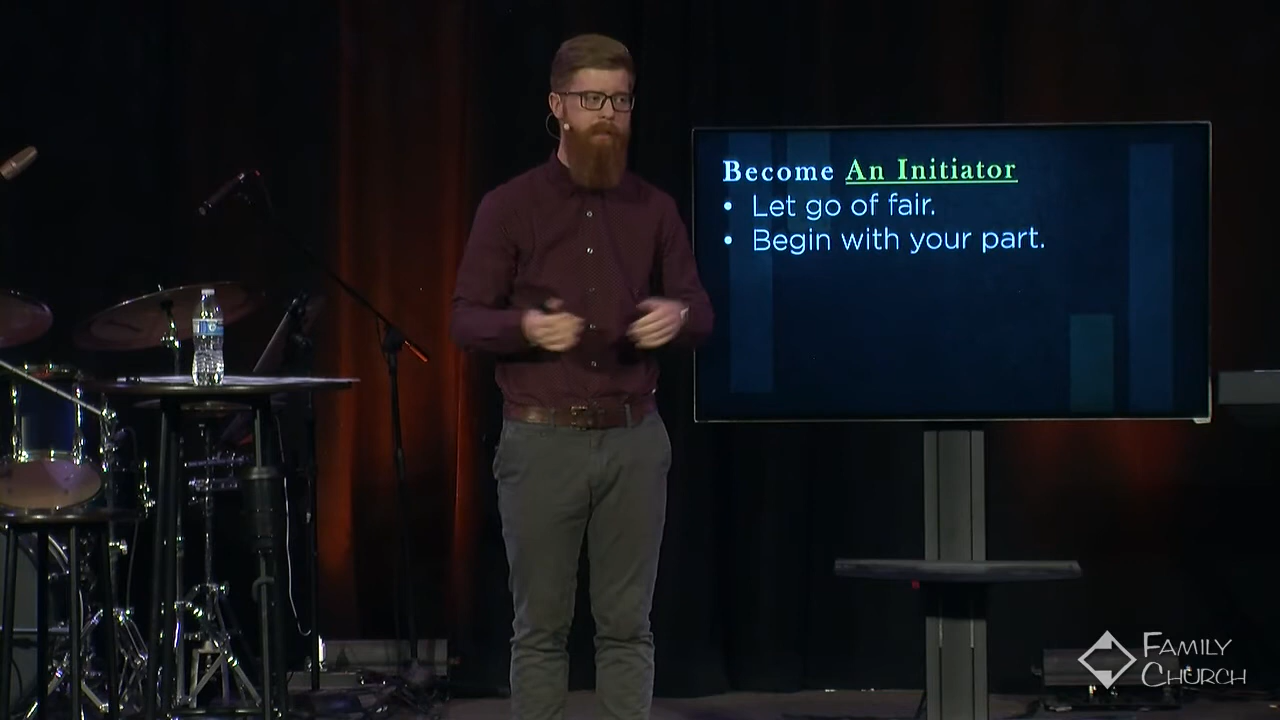 Become An Initiator
• Let go of fair.
• Begin with your part.
Family
Church